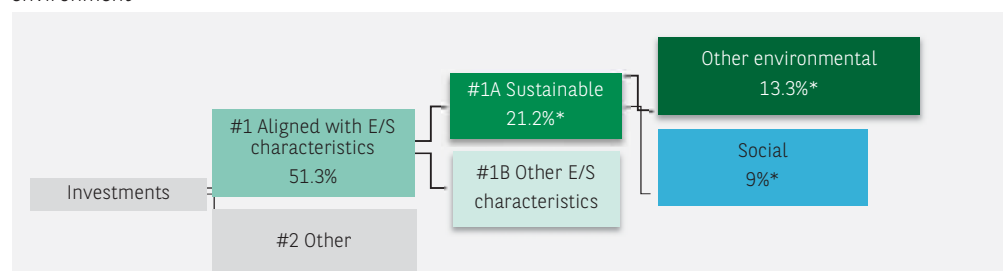 Other environmental
13.3%*
#1A Sustainable
21.2%*
#1 Aligned with E/S
characteristics
51.3%
Social
9%*
#1B Other E/S
characteristics
Investments
#2 Other